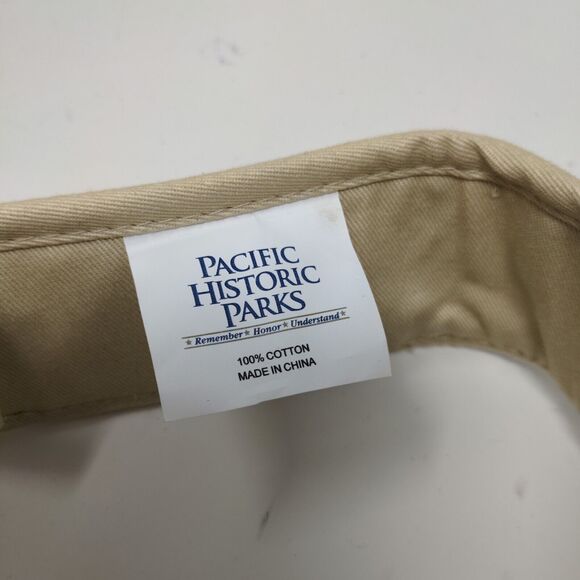 PACIFIC
HISTORIC
PARKS
★ Remember ★ Honor ★ Understand ★
100% COTTON
MADE IN CHINA